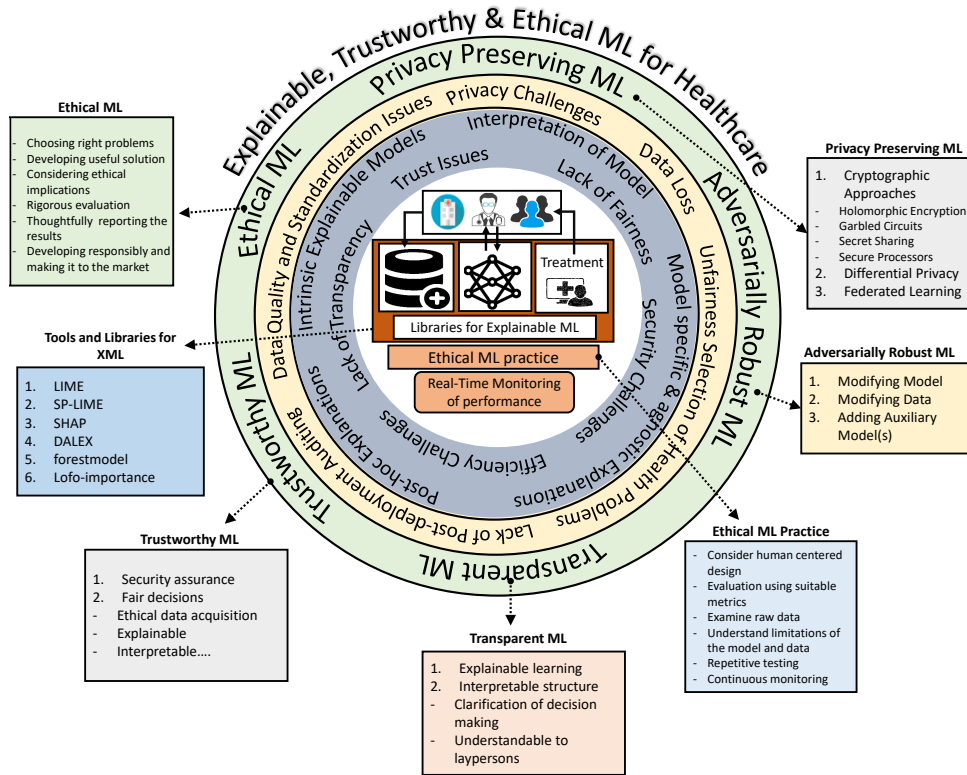 Explainable, Trustworthy & Ethical ML for Healthcare
Privacy Preserving ML
Ethical ML
Adversarially Robust ML
Trustworthy ML
Transparent ML
Data Quality and Standardization Issues
Privacy Challenges
Data Loss
Unfairness
Selection of Health Problems
Lack of Post-deployment Auditing
Intrinsic Explainable Models
Interpretation of Model
Model specific & agnostic Explanations
Post-hoc Explanations
Trust Issues
Lack of Fairness
Lack of Transparency
Security Challenges
Efficiency Challenges
Treatment
Libraries for Explainable ML
Ethical ML practice
Real-Time Monitoring
of performance
Ethical ML
- Choosing right problems
- Developing useful solution
- Considering ethical
implications
- Rigorous evaluation
- Thoughtfully reporting the
results
- Developing responsibly and
making it to the market
Tools and Libraries for
XML
1. LIME
2. SP-LIME
3. SHAP
4. DALEX
5. forestmodel
6. Lofo-importance
Trustworthy ML
1. Security assurance
2. Fair decisions
- Ethical data acquisition
- Explainable
- Interpretable....
Transparent ML
1. Explainable learning
2. Interpretable structure
- Clarification of decision
making
- Understandable to
laypersons
Privacy Preserving ML
1. Cryptographic
Approaches
- Holomorphic Encryption
- Garbled Circuits
- Secret Sharing
- Secure Processors
2. Differential Privacy
3. Federated Learning
Adversarially Robust ML
1. Modifying Model
2. Modifying Data
3. Adding Auxiliary
Model(s)
Ethical ML Practice
- Consider human centered
design
- Evaluation using suitable
metrics
- Examine raw data
- Understand limitations of
the model and data
- Repetitive testing
- Continuous monitoring